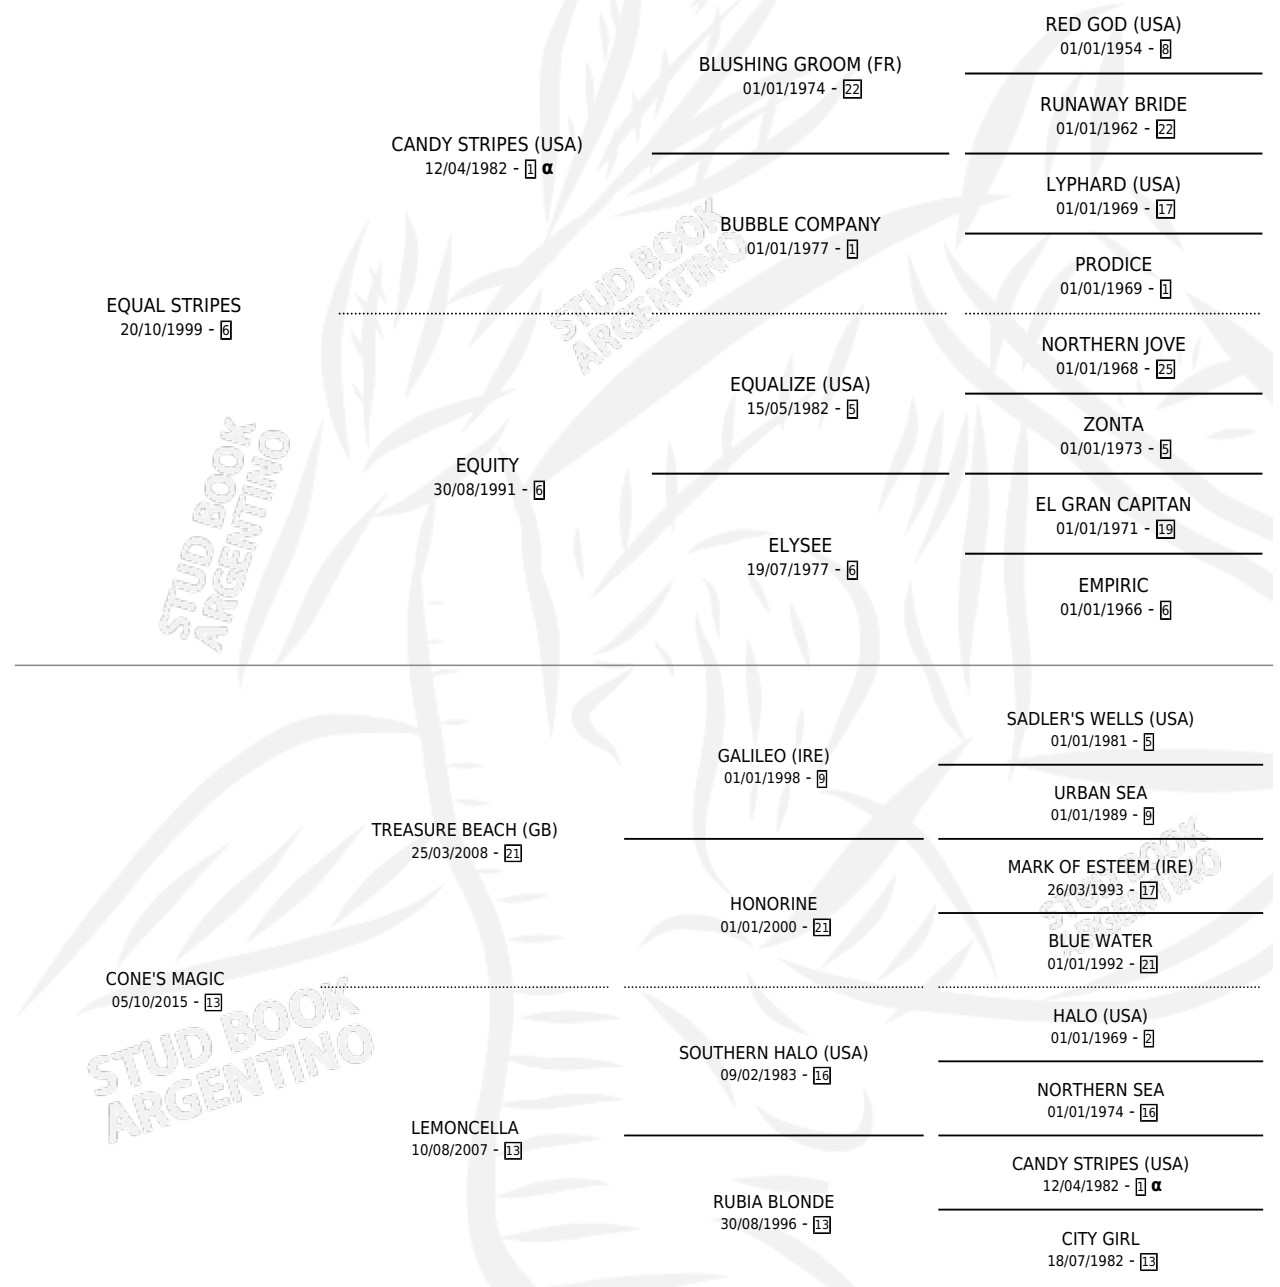 RED GOD (USA)
01/01/1954 - 8
BLUSHING GROOM (FR)
01/01/1974 - 22
RUNAWAY BRIDE
01/01/1962 - 22
CANDY STRIPES (USA)
12/04/1982 - 1 α
LYPHARD (USA)
01/01/1969 - 17
BUBBLE COMPANY
01/01/1977 - 1
PRODICE
01/01/1969 - 1
EQUAL STRIPES
20/10/1999 - 6
STUD BOOK
ARGENTINO
NORTHERN JOVE
01/01/1968 - 25
EQUALIZE (USA)
15/05/1982 - 5
ZONTA
01/01/1973 - 5
EQUITY
30/08/1991 - 6
STUD BOOK
ARGENTINO
EL GRAN CAPITAN
01/01/1971 - 19
ELYSEE
19/07/1977 - 6
EMPIRIC
01/01/1966 - 6
SADLER'S WELLS (USA)
01/01/1981 - 5
GALILEO (IRE)
01/01/1998 - 9
URBAN SEA
01/01/1989 - 9
TREASURE BEACH (GB)
25/03/2008 - 21
MARK OF ESTEEM (IRE)
26/03/1993 - 17
STUD BOOK
ARGENTINO
HONORINE
01/01/2000 - 21
BLUE WATER
01/01/1992 - 21
CONE'S MAGIC
05/10/2015 - 13
STUD BOOK
ARGENTINO
HALO (USA)
01/01/1969 - 2
SOUTHERN HALO (USA)
09/02/1983 - 16
NORTHERN SEA
01/01/1974 - 16
LEMONCELLA
10/08/2007 - 13
CANDY STRIPES (USA)
12/04/1982 - 1 α
RUBIA BLONDE
30/08/1996 - 13
CITY GIRL
18/07/1982 - 13